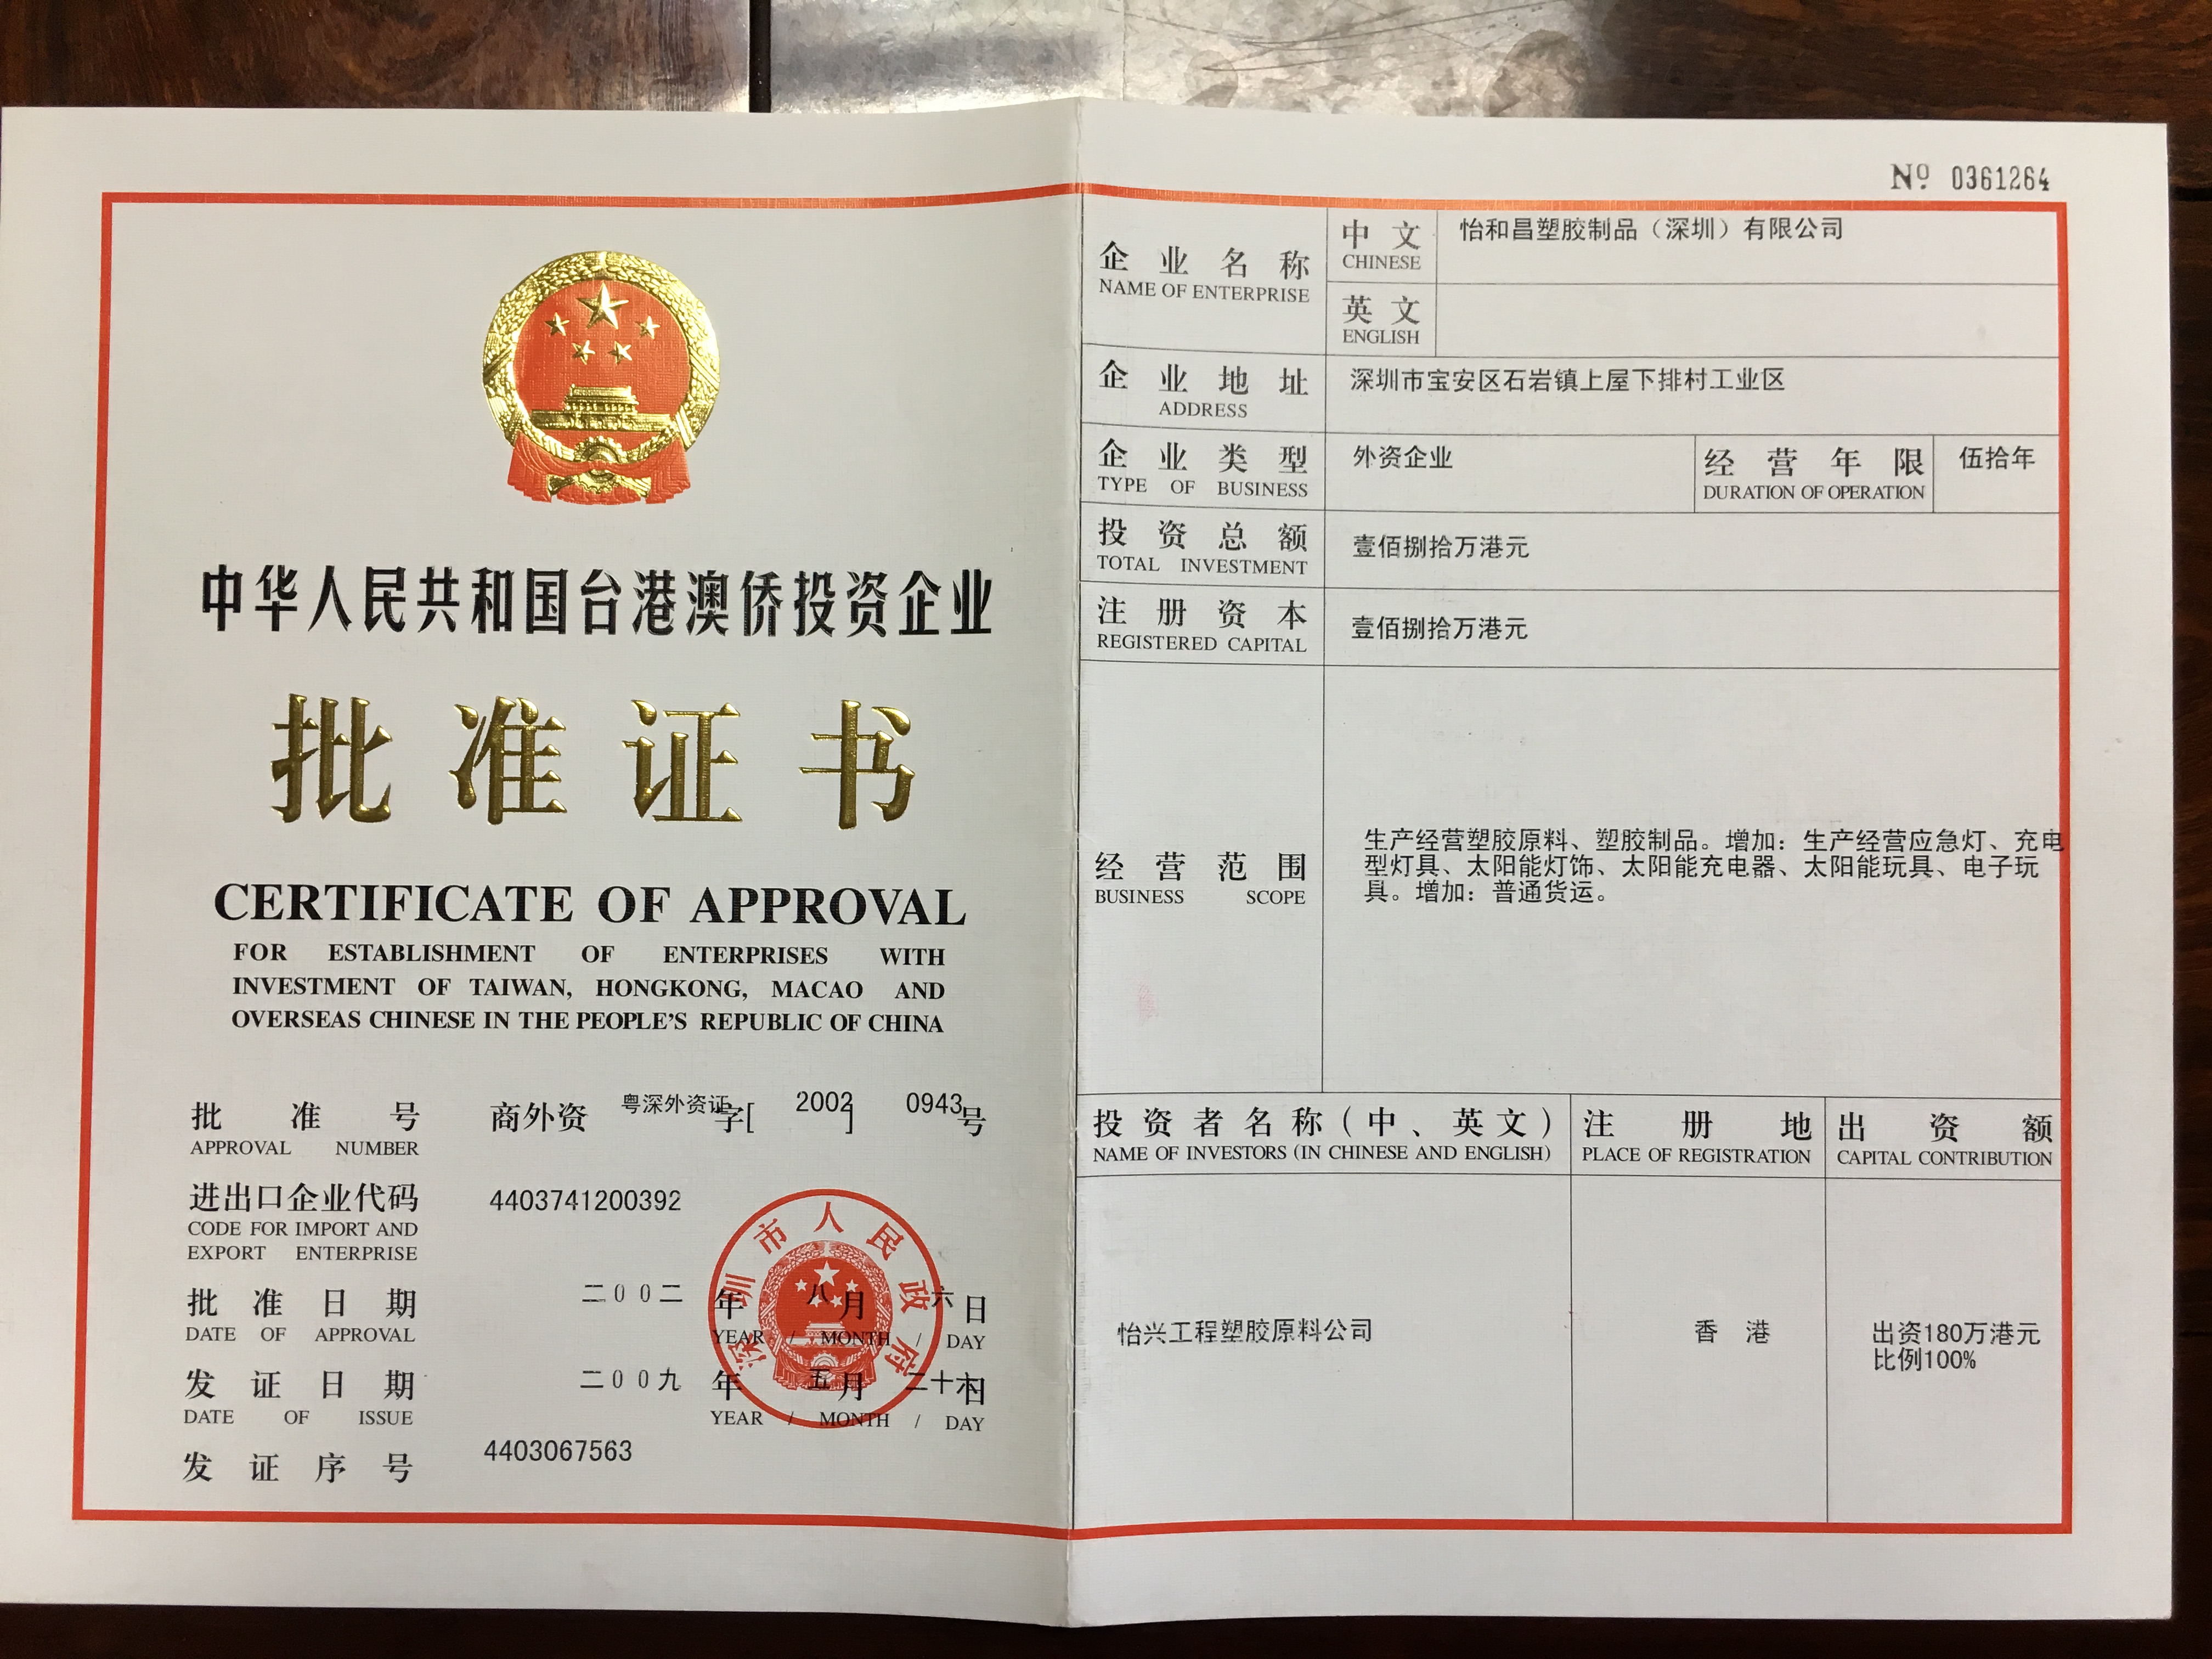 中华人民共和国台港澳侨投资企业
批准证书
CERTIFICATE OF APPROVAL
FOR ESTABLISHMENT OF ENTERPRISES WITH
INVESTMENT OF TAIWAN, HONGKONG, MACAO AND
OVERSEAS CHINESE IN THE PEOPLE'S REPUBLIC OF CHINA
批准号 商外资 粤深外资证 字[ 2002 ] 0943 号
APPROVAL NUMBER
进出口企业代码 4403741200392
CODE FOR IMPORT AND
EXPORT ENTERPRISE
批准日期 二00二 年 八 月 六 日
DATE OF APPROVAL YEAR / MONTH / DAY
发证日期 二00九 年 五 月 二十 日
DATE OF ISSUE YEAR / MONTH / DAY
发证序号 4403067563
深圳市人民政府
Nº 0361264
企业名称 中文 怡和昌塑胶制品（深圳）有限公司
NAME OF ENTERPRISE CHINESE
英文
ENGLISH
企业地址 深圳市宝安区石岩镇上屋下排村工业区
ADDRESS
企业类型 外资企业 经营年限 伍拾年
TYPE OF BUSINESS DURATION OF OPERATION
投资总额 壹佰捌拾万港元
TOTAL INVESTMENT
注册资本 壹佰捌拾万港元
REGISTERED CAPITAL
经营范围
BUSINESS SCOPE
生产经营塑胶原料、塑胶制品。增加：生产经营应急灯、充电
型灯具、太阳能灯饰、太阳能充电器、太阳能玩具、电子玩
具。增加：普通货运。
投资者名称(中、英文) 注册地 出资额
NAME OF INVESTORS (IN CHINESE AND ENGLISH) PLACE OF REGISTRATION CAPITAL CONTRIBUTION
怡兴工程塑胶原料公司 香港 出资180万港元
比例100%